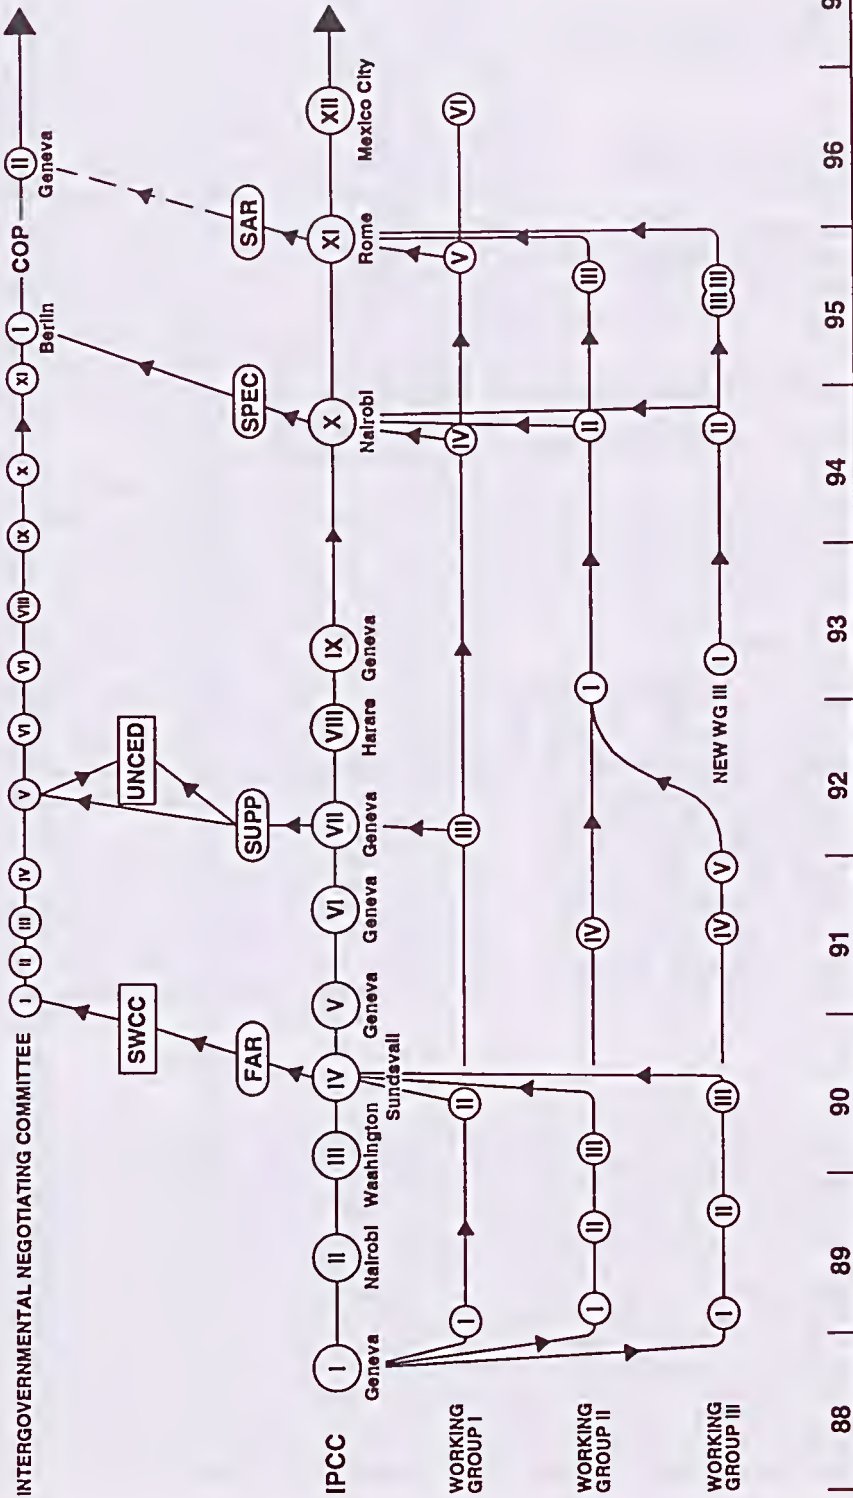 INTERGOVERNMENTAL NEGOTIATING COMMITTEE
I II III IV V VI VI VIII IX X XI I COP II
Berlin Geneva
SWCC UNCED
FAR SUPP SPEC SAR
IPCC
I II III IV V VI VII VIII IX X XI XII
Geneva Nairobi Washington Sundsvall Geneva Geneva Geneva Harare Geneva Nairobi Rome Mexico City
WORKING
GROUP I
I II III IV V VI
WORKING
GROUP II
I II III IV I II III
WORKING
GROUP III
I II III IV V NEW WG III I II III III
88 89 90 91 92 93 94 95 96